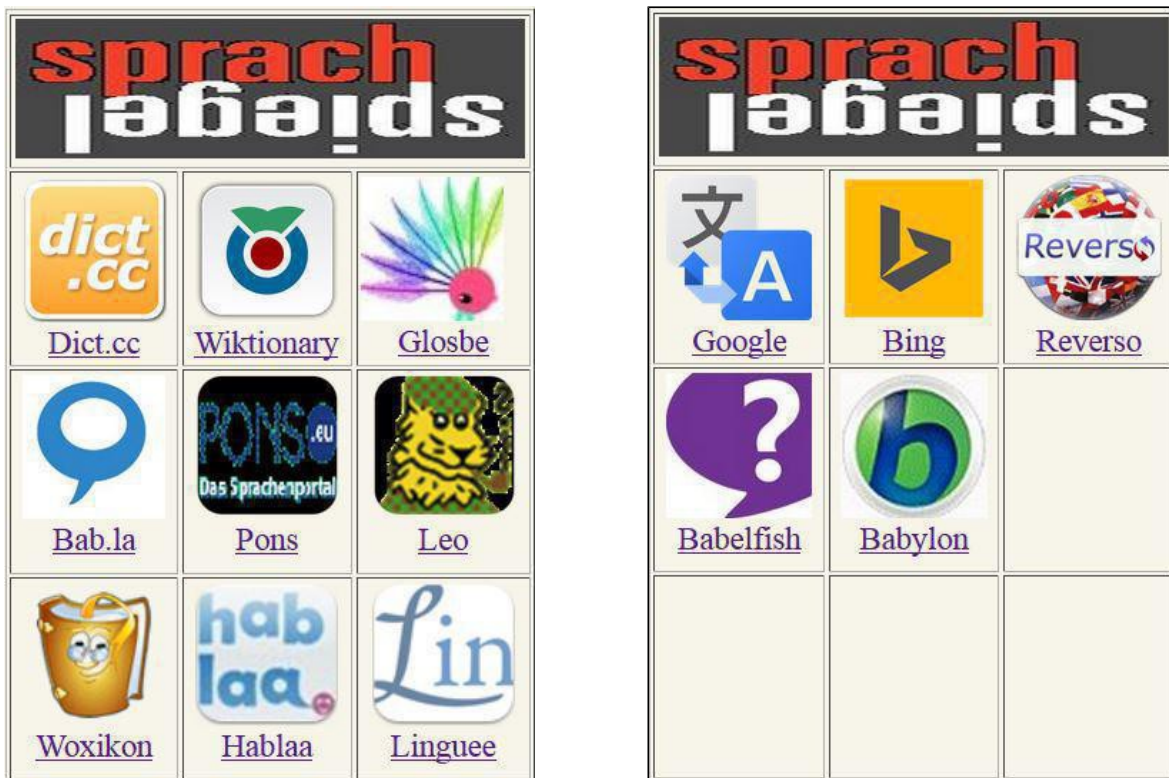 sprach
spiegel
dict
.cc
Dict.cc
Wiktionary
Glosbe
Bab.la
PONS.eu
Das Sprachenportal
Pons
Leo
Woxikon
hab
laa
Hablaa
Lin
Linguee
sprach
spiegel
文
A
Google
b
Bing
Reverso
Reverso
?
Babelfish
b
Babylon